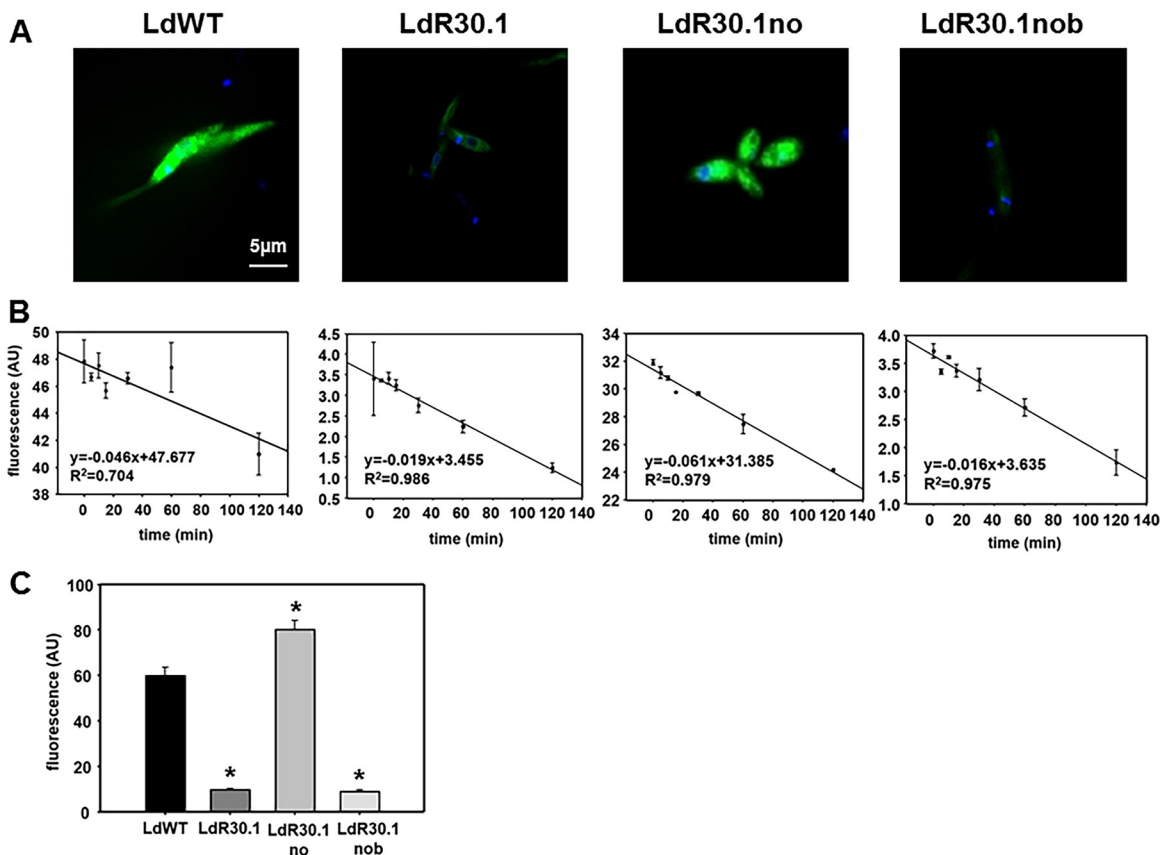 A
LdWT
LdR30.1
LdR30.1no
LdR30.1nob
5µm
B
fluorescence (AU)
50
48
46
44
42
40
38
y=-0.046x+47.677
R²=0.704
0 20 40 60 80 100 120 140
time (min)
4.5
4.0
3.5
3.0
2.5
2.0
1.5
1.0
0.5
y=-0.019x+3.455
R²=0.986
0 20 40 60 80 100 120 140
time (min)
34
32
30
28
26
24
22
y=-0.061x+31.385
R²=0.979
0 20 40 60 80 100 120 140
time (min)
4.0
3.5
3.0
2.5
2.0
1.5
1.0
y=-0.016x+3.635
R²=0.975
0 20 40 60 80 100 120 140
time (min)
C
fluorescence (AU)
100
80
60
40
20
0
*
*
*
LdWT
LdR30.1
LdR30.1
no
LdR30.1
nob